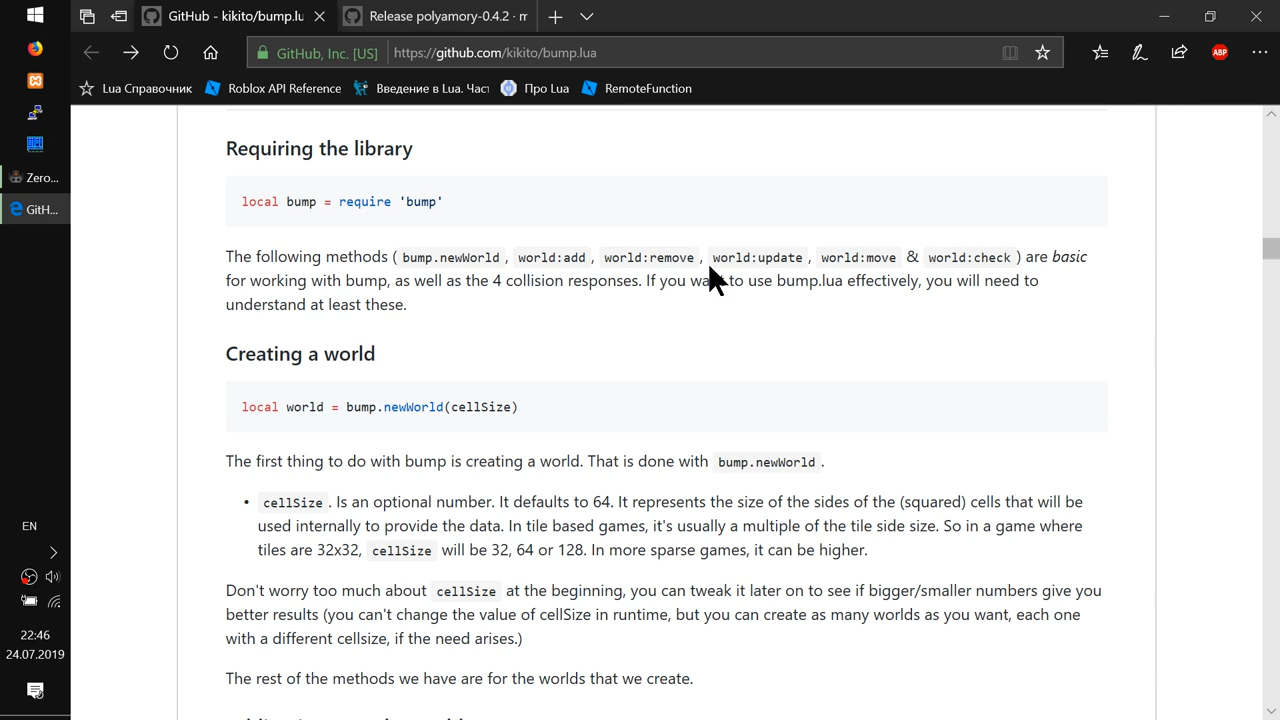 GitHub - kikito/bump.lu
Release polyamory-0.4.2 · m
GitHub, Inc. [US]
https://github.com/kikito/bump.lua
ABP
Lua Справочник
Roblox API Reference
Введение в Lua. Част
Про Lua
RemoteFunction
Zero...
GitH...
Requiring the library
local bump = require 'bump'
The following methods ( bump.newWorld , world:add , world:remove , world:update , world:move & world:check ) are basic
for working with bump, as well as the 4 collision responses. If you want to use bump.lua effectively, you will need to
understand at least these.
Creating a world
local world = bump.newWorld(cellSize)
The first thing to do with bump is creating a world. That is done with bump.newWorld .
• cellSize . Is an optional number. It defaults to 64. It represents the size of the sides of the (squared) cells that will be
used internally to provide the data. In tile based games, it's usually a multiple of the tile side size. So in a game where
tiles are 32x32, cellSize will be 32, 64 or 128. In more sparse games, it can be higher.
Don't worry too much about cellSize at the beginning, you can tweak it later on to see if bigger/smaller numbers give you
better results (you can't change the value of cellSize in runtime, but you can create as many worlds as you want, each one
with a different cellsize, if the need arises.)
The rest of the methods we have are for the worlds that we create.
EN
22:46
24.07.2019